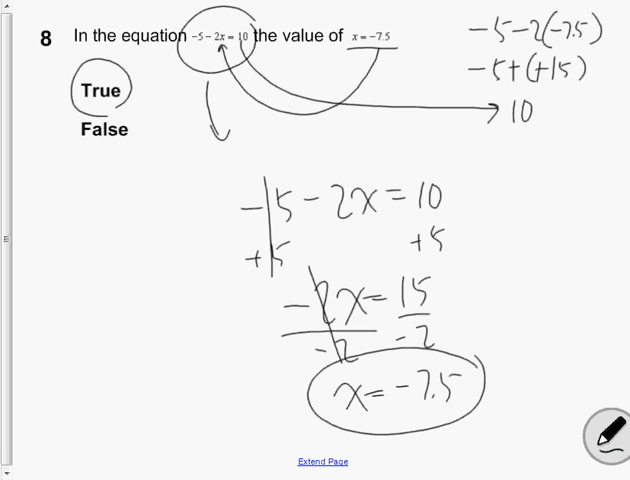 8 In the equation -5 - 2x = 10 the value of x = -7.5
True
False
-5-2(-7.5)
-5+(+15)
10
-5-2x=10
+5 +5
-2x=15
-2 -2
x=-7.5
Extend Page